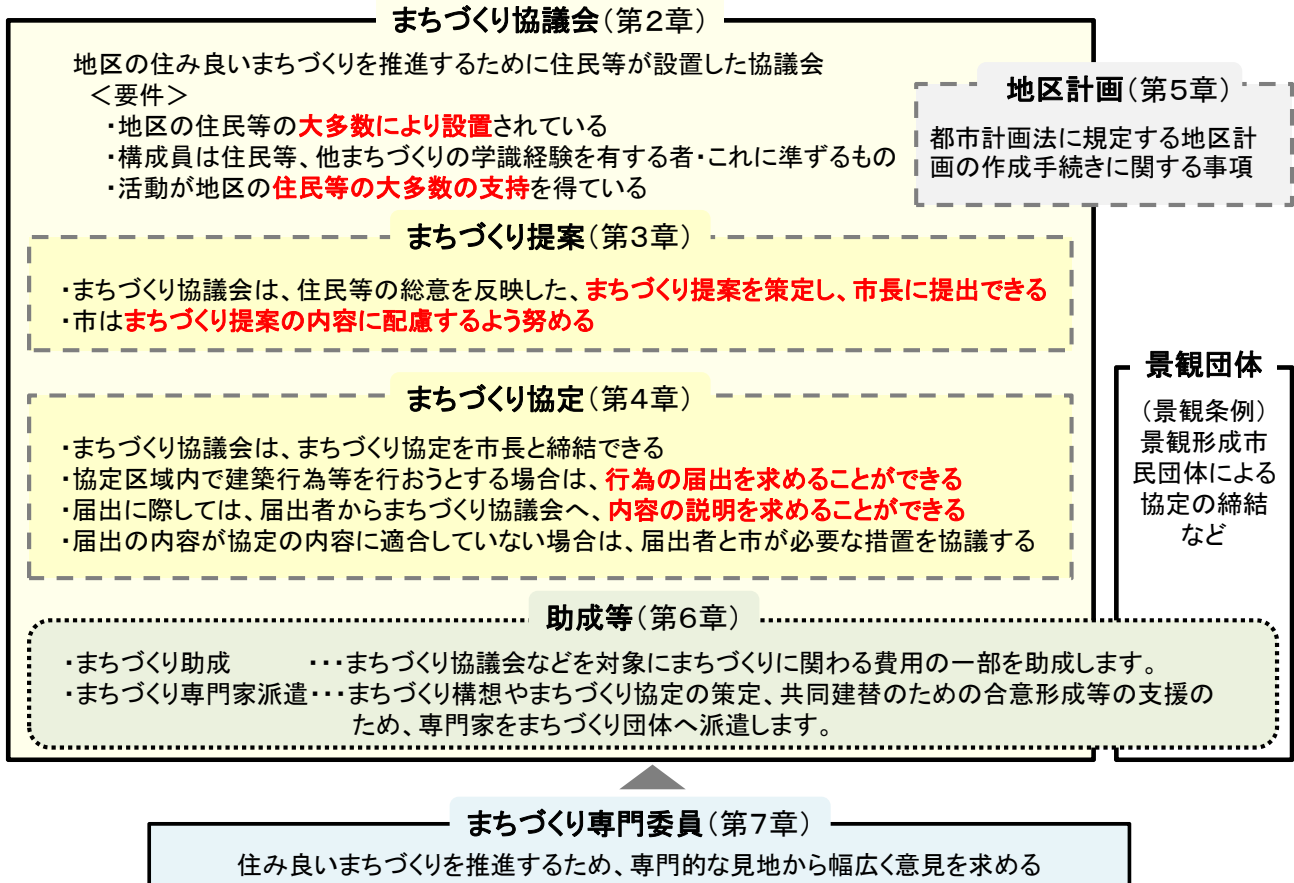 まちづくり協議会（第２章）
地区の住み良いまちづくりを推進するために住民等が設置した協議会
＜要件＞
・地区の住民等の大多数により設置されている
・構成員は住民等、他まちづくりの学識経験を有する者・これに準ずるもの
・活動が地区の住民等の大多数の支持を得ている
地区計画（第５章）
都市計画法に規定する地区計
画の作成手続きに関する事項
まちづくり提案（第３章）
・まちづくり協議会は、住民等の総意を反映した、まちづくり提案を策定し、市長に提出できる
・市はまちづくり提案の内容に配慮するよう努める
まちづくり協定（第４章）
・まちづくり協議会は、まちづくり協定を市長と締結できる
・協定区域内で建築行為等を行おうとする場合は、行為の届出を求めることができる
・届出に際しては、届出者からまちづくり協議会へ、内容の説明を求めることができる
・届出の内容が協定の内容に適合していない場合は、届出者と市が必要な措置を協議する
景観団体
（景観条例）
景観形成市
民団体による
協定の締結
など
助成等（第６章）
・まちづくり助成　　　・・・まちづくり協議会などを対象にまちづくりに関わる費用の一部を助成します。
・まちづくり専門家派遣・・・まちづくり構想やまちづくり協定の策定、共同建替のための合意形成等の支援の
ため、専門家をまちづくり団体へ派遣します。
まちづくり専門委員（第７章）
住み良いまちづくりを推進するため、専門的な見地から幅広く意見を求める